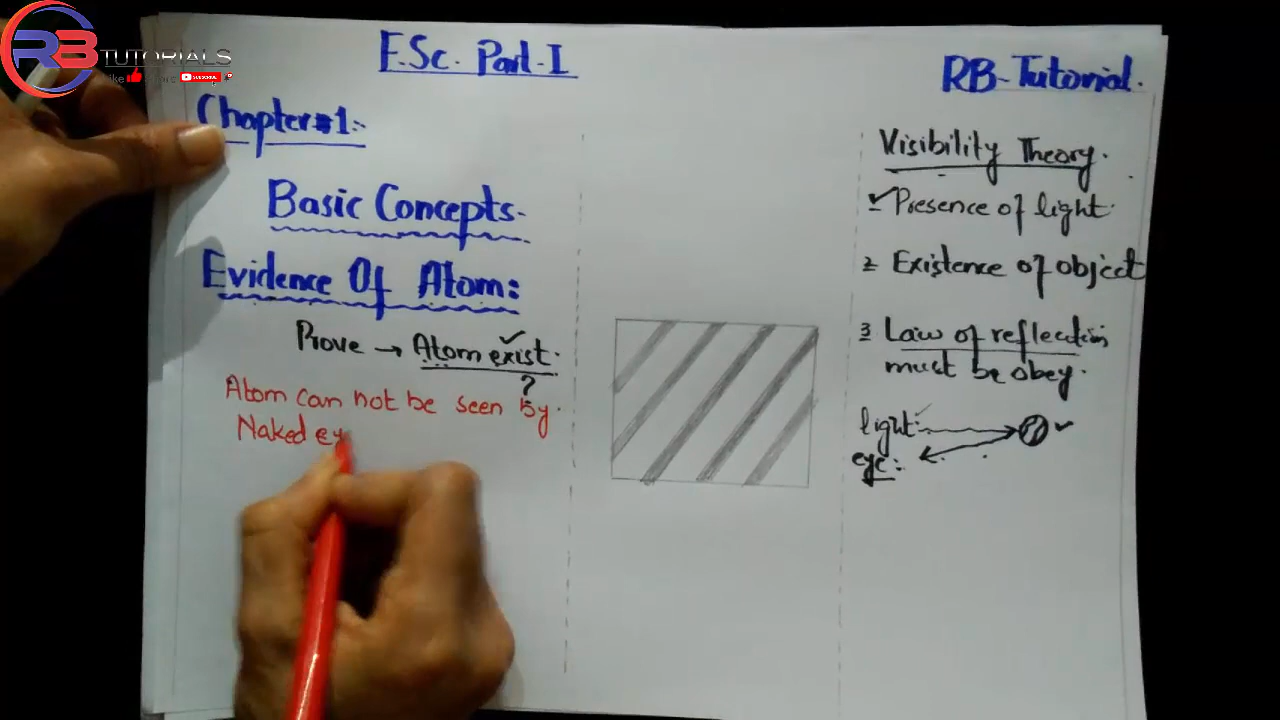 RB TUTORIALS
F.Sc. Part-I
RB-Tutorial.
Chapter#1:-
Basic Concepts.
Evidence Of Atom:
Prove → Atom exist.
?
Atom can not be seen By.
Naked ey
Visibility Theory.
Presence of light.
2 Existence of object
3 Law of reflection
must be obey.
light:
eye: